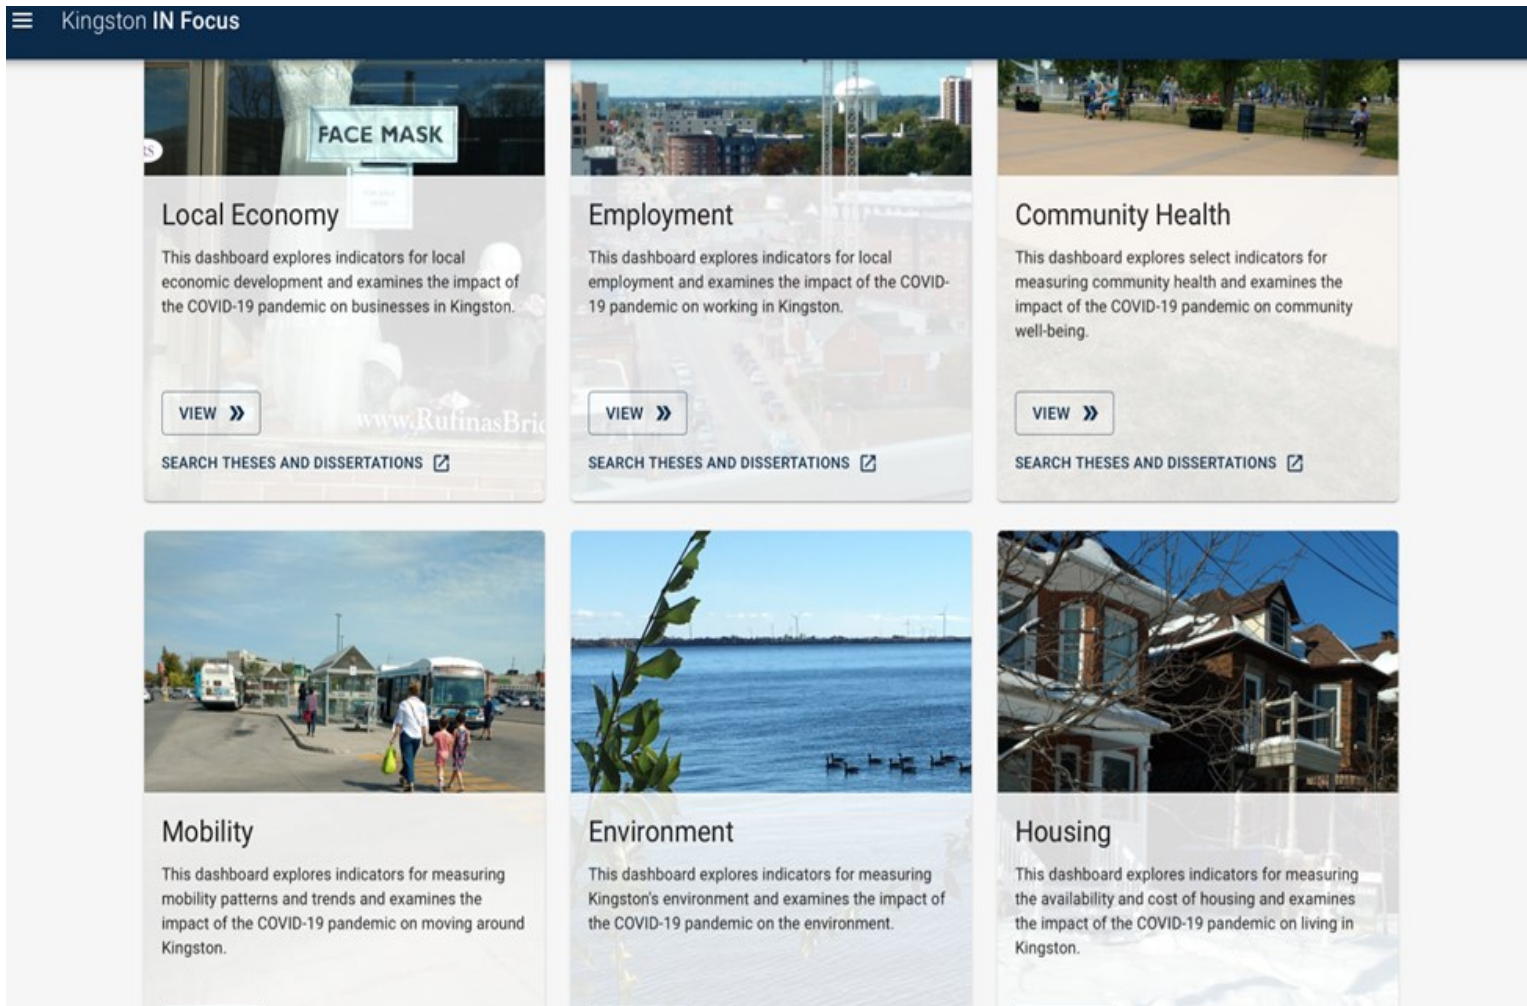 Kingston IN Focus
FACE MASK
RS
Local Economy
This dashboard explores indicators for local
economic development and examines the impact of
the COVID-19 pandemic on businesses in Kingston.
www.RufinasBri
VIEW
SEARCH THESES AND DISSERTATIONS
Employment
This dashboard explores indicators for local
employment and examines the impact of the COVID-
19 pandemic on working in Kingston.
VIEW
SEARCH THESES AND DISSERTATIONS
Community Health
This dashboard explores select indicators for
measuring community health and examines the
impact of the COVID-19 pandemic on community
well-being.
VIEW
SEARCH THESES AND DISSERTATIONS
Mobility
This dashboard explores indicators for measuring
mobility patterns and trends and examines the
impact of the COVID-19 pandemic on moving around
Kingston.
Environment
This dashboard explores indicators for measuring
Kingston's environment and examines the impact of
the COVID-19 pandemic on the environment.
Housing
This dashboard explores indicators for measuring
the availability and cost of housing and examines
the impact of the COVID-19 pandemic on living in
Kingston.